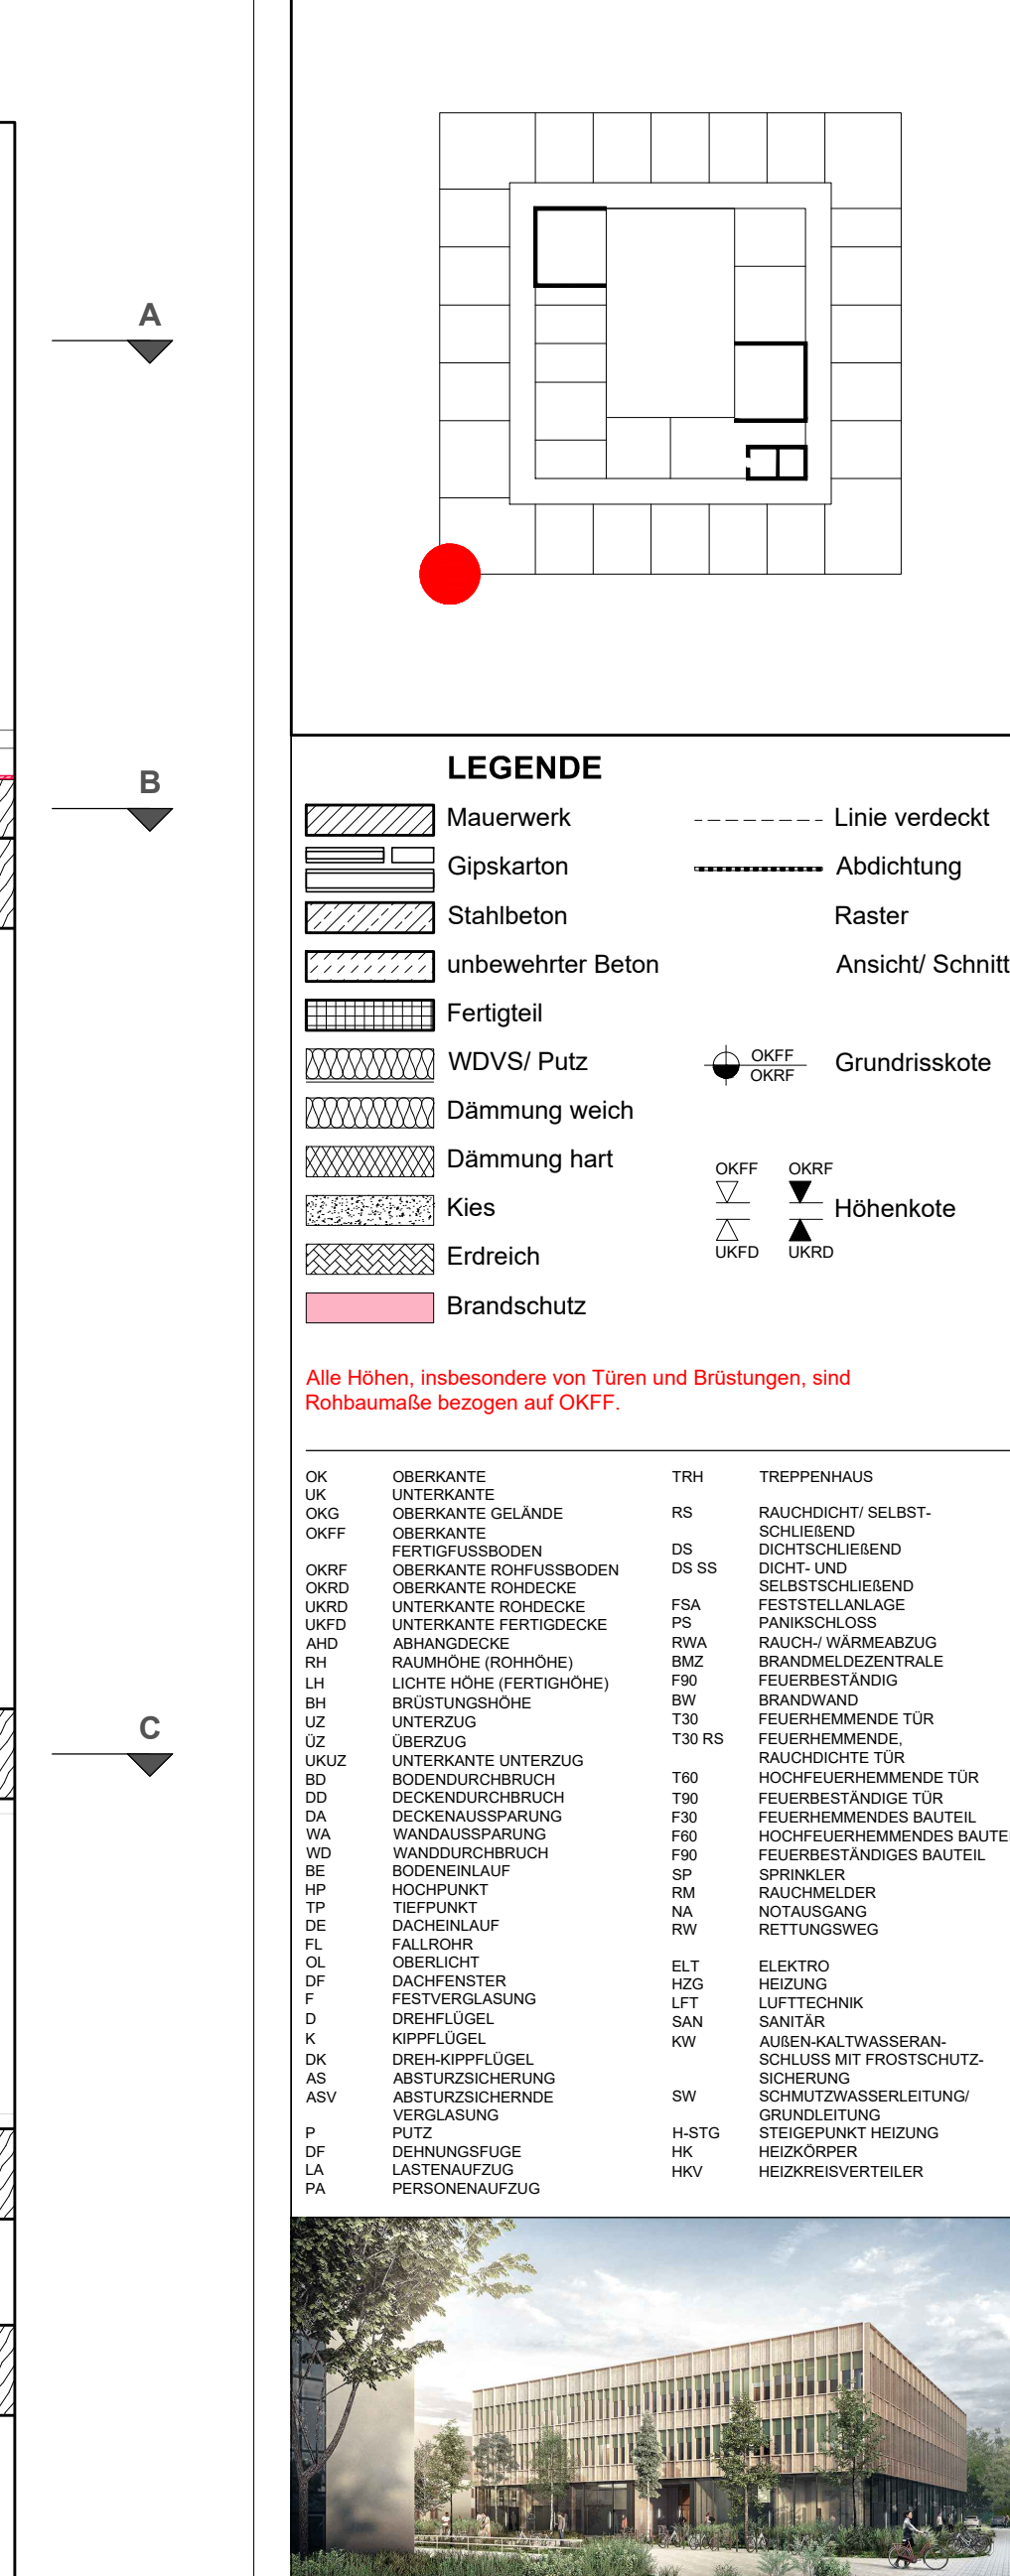 A
B
C
LEGENDE
Mauerwerk
Gipskarton
Stahlbeton
unbewehrter Beton
Fertigteil
WDVS/ Putz
Dämmung weich
Dämmung hart
Kies
Erdreich
Brandschutz
Linie verdeckt
Abdichtung
Raster
Ansicht/ Schnitt
OKFF
OKRF
Grundrisskote
OKFF OKRF
Höhenkote
UKFD UKRD
Alle Höhen, insbesondere von Türen und Brüstungen, sind
Rohbaumaße bezogen auf OKFF.
OK OBERKANTE
UK UNTERKANTE
OKG OBERKANTE GELÄNDE
OKFF OBERKANTE
FERTIGFUSSBODEN
OKRF OBERKANTE ROHFUSSBODEN
OKRD OBERKANTE ROHDECKE
UKRD UNTERKANTE ROHDECKE
UKFD UNTERKANTE FERTIGDECKE
AHD ABHANGDECKE
RH RAUMHÖHE (ROHHÖHE)
LH LICHTE HÖHE (FERTIGHÖHE)
BH BRÜSTUNGSHÖHE
UZ UNTERZUG
ÜZ ÜBERZUG
UKUZ UNTERKANTE UNTERZUG
BD BODENDURCHBRUCH
DD DECKENDURCHBRUCH
DA DECKENAUSSPARUNG
WA WANDAUSSPARUNG
WD WANDDURCHBRUCH
BE BODENEINLAUF
HP HOCHPUNKT
TP TIEFPUNKT
DE DACHEINLAUF
FL FALLROHR
OL OBERLICHT
DF DACHFENSTER
F FESTVERGLASUNG
D DREHFLÜGEL
K KIPPFLÜGEL
DK DREH-KIPPFLÜGEL
AS ABSTURZSICHERUNG
ASV ABSTURZSICHERNDE
VERGLASUNG
P PUTZ
DF DEHNUNGSFUGE
LA LASTENAUFZUG
PA PERSONENAUFZUG
TRH TREPPENHAUS
RS RAUCHDICHT/ SELBST-
SCHLIEßEND
DS DICHTSCHLIEßEND
DS SS DICHT- UND
SELBSTSCHLIEßEND
FSA FESTSTELLANLAGE
PS PANIKSCHLOSS
RWA RAUCH-/ WÄRMEABZUG
BMZ BRANDMELDEZENTRALE
F90 FEUERBESTÄNDIG
BW BRANDWAND
T30 FEUERHEMMENDE TÜR
T30 RS FEUERHEMMENDE,
RAUCHDICHTE TÜR
T60 HOCHFEUERHEMMENDE TÜR
T90 FEUERBESTÄNDIGE TÜR
F30 FEUERHEMMENDES BAUTEIL
F60 HOCHFEUERHEMMENDES BAUTEI
F90 FEUERBESTÄNDIGES BAUTEIL
SP SPRINKLER
RM RAUCHMELDER
NA NOTAUSGANG
RW RETTUNGSWEG
ELT ELEKTRO
HZG HEIZUNG
LFT LUFTTECHNIK
SAN SANITÄR
KW AUßEN-KALTWASSERAN-
SCHLUSS MIT FROSTSCHUTZ-
SICHERUNG
SW SCHMUTZWASSERLEITUNG/
GRUNDLEITUNG
H-STG STEIGEPUNKT HEIZUNG
HK HEIZKÖRPER
HKV HEIZKREISVERTEILER